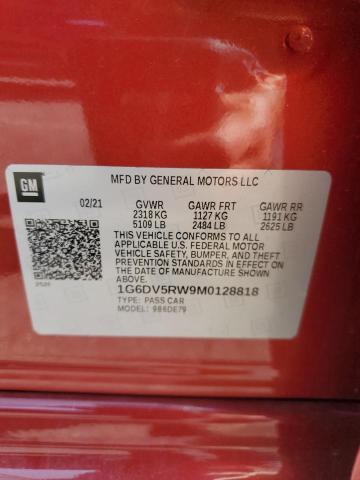 GM
MFD BY GENERAL MOTORS LLC
02/21 GVWR GAWR FRT GAWR RR
2318 KG 1127 KG 1191 KG
5109 LB 2484 LB 2625 LB
THIS VEHICLE CONFORMS TO ALL
APPLICABLE U.S. FEDERAL MOTOR
VEHICLE SAFETY, BUMPER, AND THEFT
PREVENTION STANDARDS IN EFFECT ON
THE DATE OF MANUFACTURE SHOWN
ABOVE.
1G6DV5RW9M0128818
TYPE: PASS CAR
MODEL: 986DE79